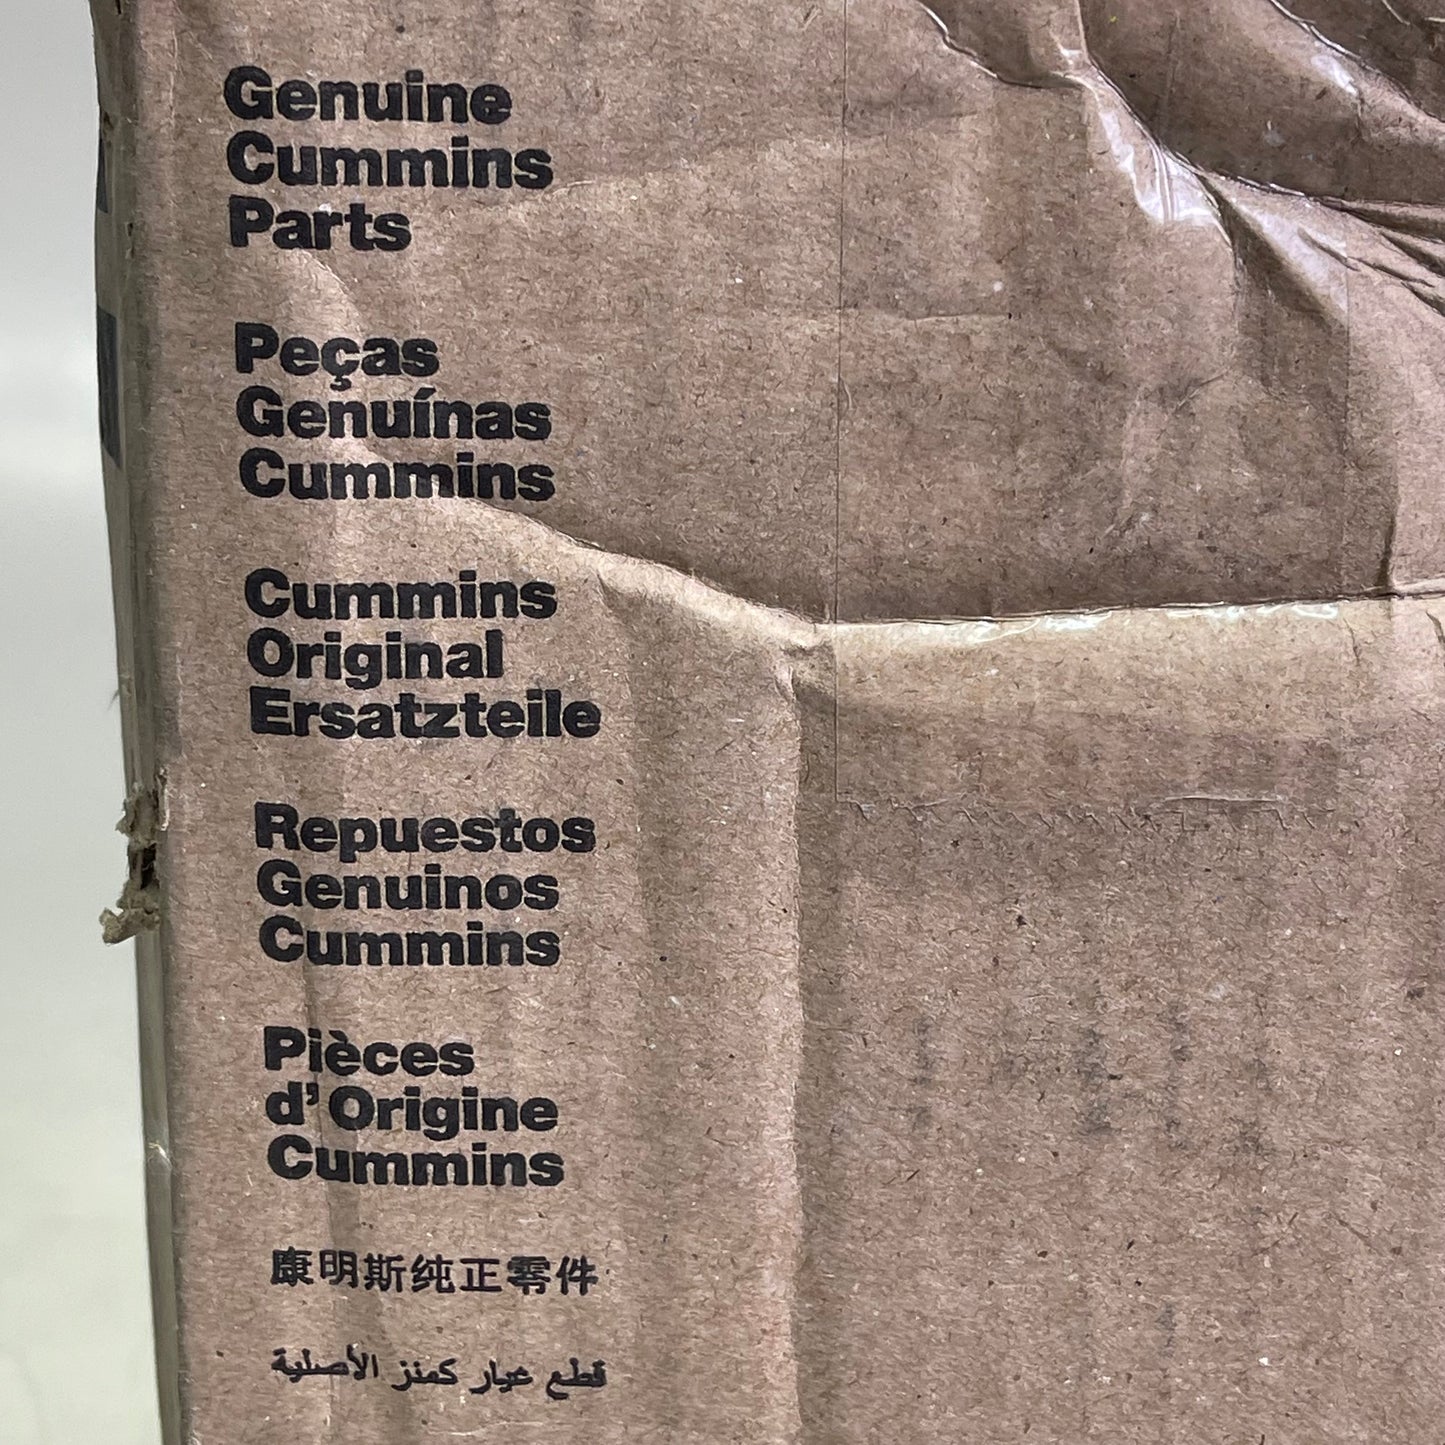 Genuine
Cummins
Parts
Peças
Genuínas
Cummins
Cummins
Original
Ersatzteile
Repuestos
Genuinos
Cummins
Pièces
d'Origine
Cummins
康明斯纯正零件
قطع عيار كمنز الأصلية